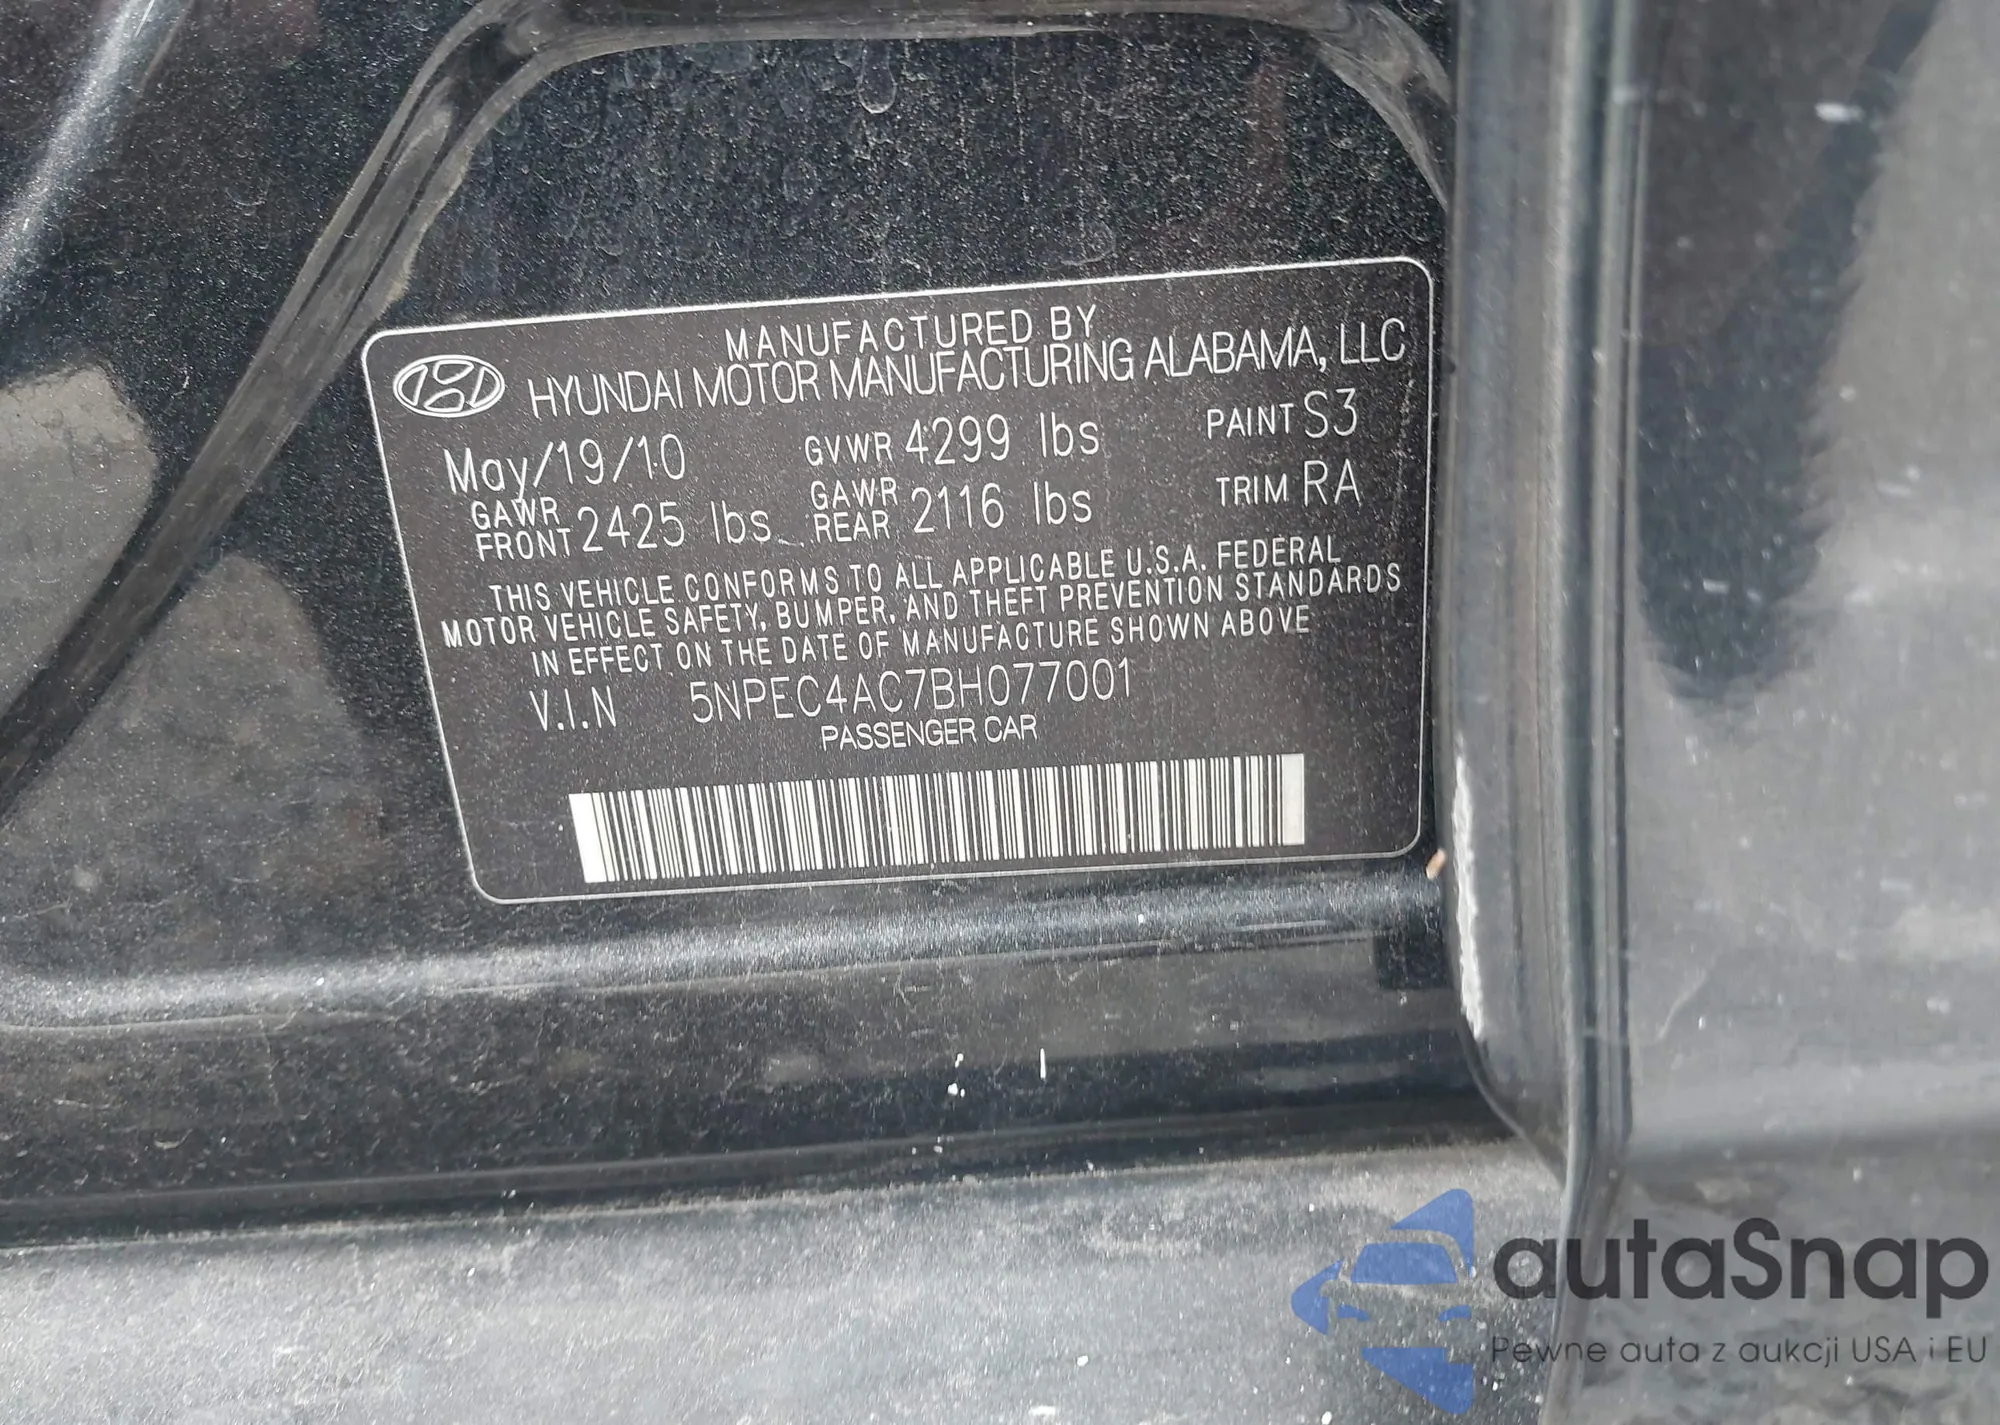 MANUFACTURED BY
HYUNDAI MOTOR MANUFACTURING ALABAMA, LLC
May/19/10 GVWR 4299 lbs PAINT S3
GAWR FRONT 2425 lbs GAWR REAR 2116 lbs TRIM RA
THIS VEHICLE CONFORMS TO ALL APPLICABLE U.S.A. FEDERAL
MOTOR VEHICLE SAFETY, BUMPER, AND THEFT PREVENTION STANDARDS
IN EFFECT ON THE DATE OF MANUFACTURE SHOWN ABOVE
V.I.N 5NPEC4AC7BH077001
PASSENGER CAR
autaSnap
Pewne auta z aukcji USA i EU